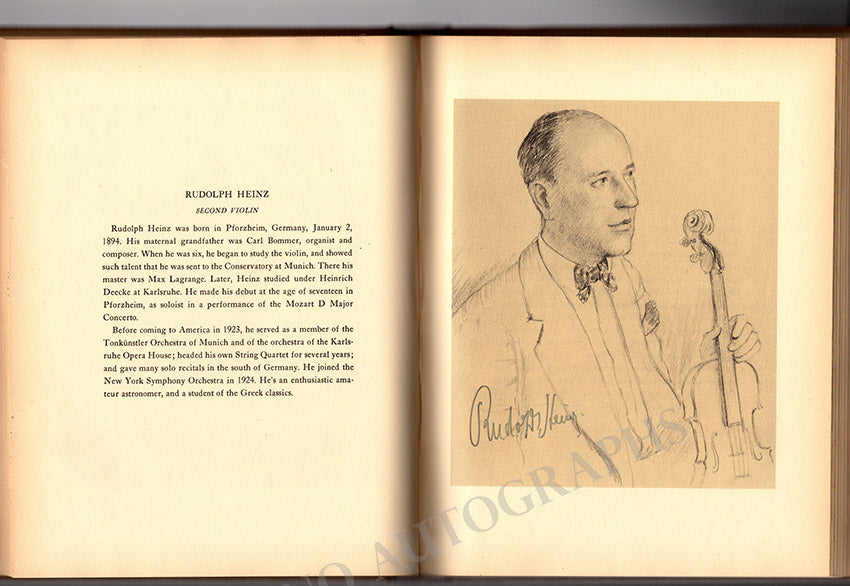 RUDOLPH HEINZ
SECOND VIOLIN
Rudolph Heinz was born in Pforzheim, Germany, January 2,
1894. His maternal grandfather was Carl Bommer, organist and
composer. When he was six, he began to study the violin, and showed
such talent that he was sent to the Conservatory at Munich. There his
master was Max Lagrange. Later, Heinz studied under Heinrich
Deecke at Karlsruhe. He made his debut at the age of seventeen in
Pforzheim, as soloist in a performance of the Mozart D Major
Concerto.
Before coming to America in 1923, he served as a member of the
Tonkünstler Orchestra of Munich and of the orchestra of the Karls-
ruhe Opera House; headed his own String Quartet for several years;
and gave many solo recitals in the south of Germany. He joined the
New York Symphony Orchestra in 1924. He's an enthusiastic ama-
teur astronomer, and a student of the Greek classics.
Rudolph Heinz
AUTOGRAPHS